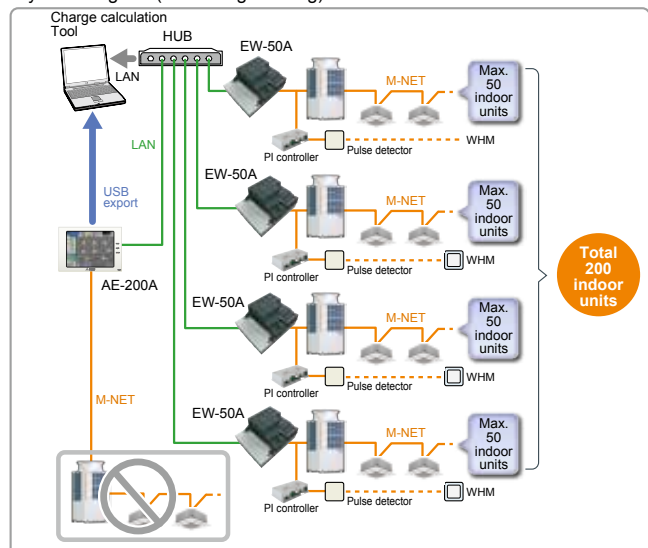 Charge calculation
Tool
HUB
LAN
EW-50A
M-NET
Max.
50
indoor
units
PI controller
Pulse detector
WHM
LAN
EW-50A
M-NET
Max.
50
indoor
units
PI controller
Pulse detector
WHM
USB
export
AE-200A
Total
200
indoor
units
EW-50A
M-NET
Max.
50
indoor
units
PI controller
Pulse detector
WHM
M-NET
EW-50A
M-NET
Max.
50
indoor
units
PI controller
Pulse detector
WHM